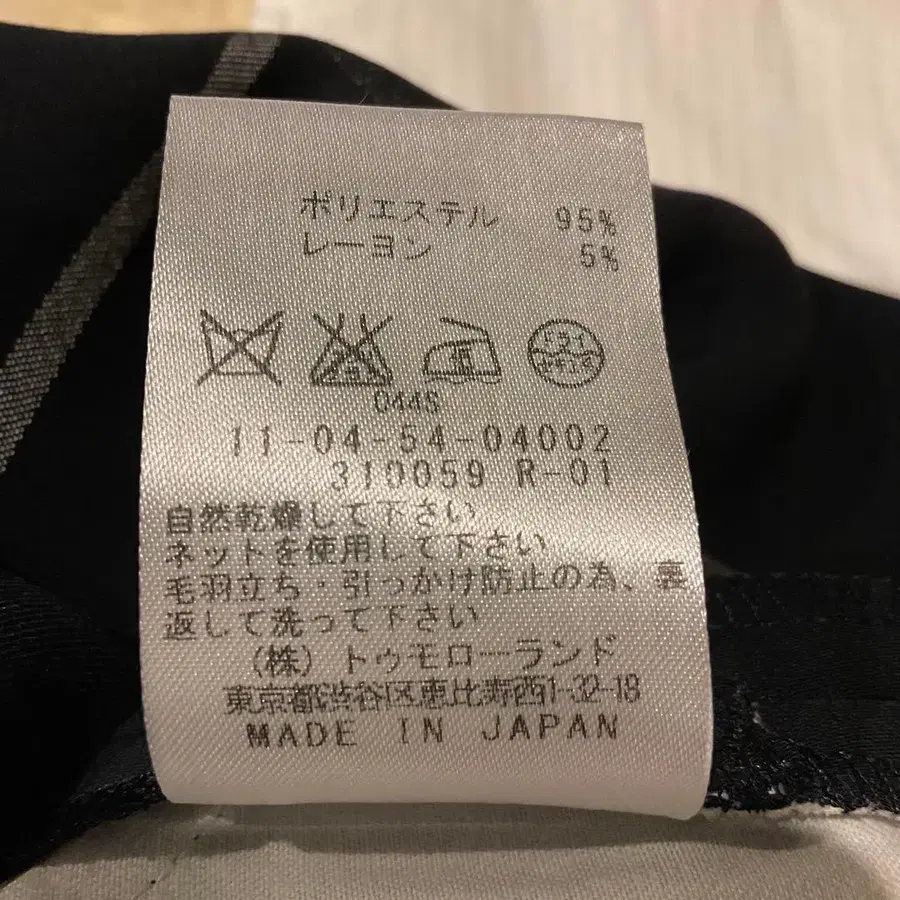 ポリエステル 95%
レーヨン 5%
0446
11-04-54-04002
310059 R-01
自然乾燥して下さい
ネットを使用して下さい
毛羽立ち・引っかけ防止の為、裏
返して洗って下さい
(株) トゥモローランド
東京都渋谷区恵比寿西1-32-18
MADE IN JAPAN